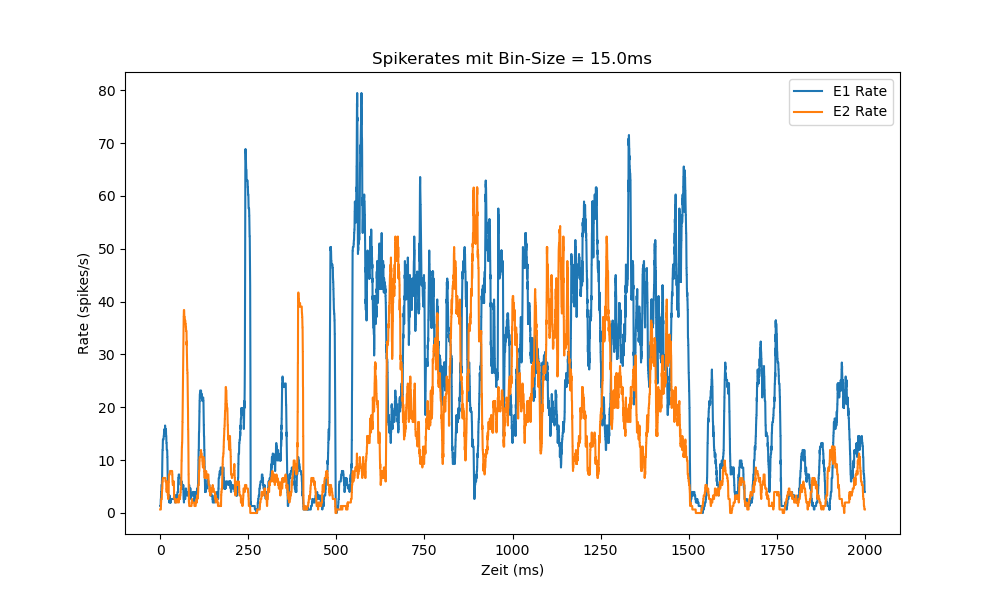 Spikerates mit Bin-Size = 15.0ms
E1 Rate
E2 Rate
80
70
60
50
40
30
20
10
0
Rate (spikes/s)
0 250 500 750 1000 1250 1500 1750 2000
Zeit (ms)